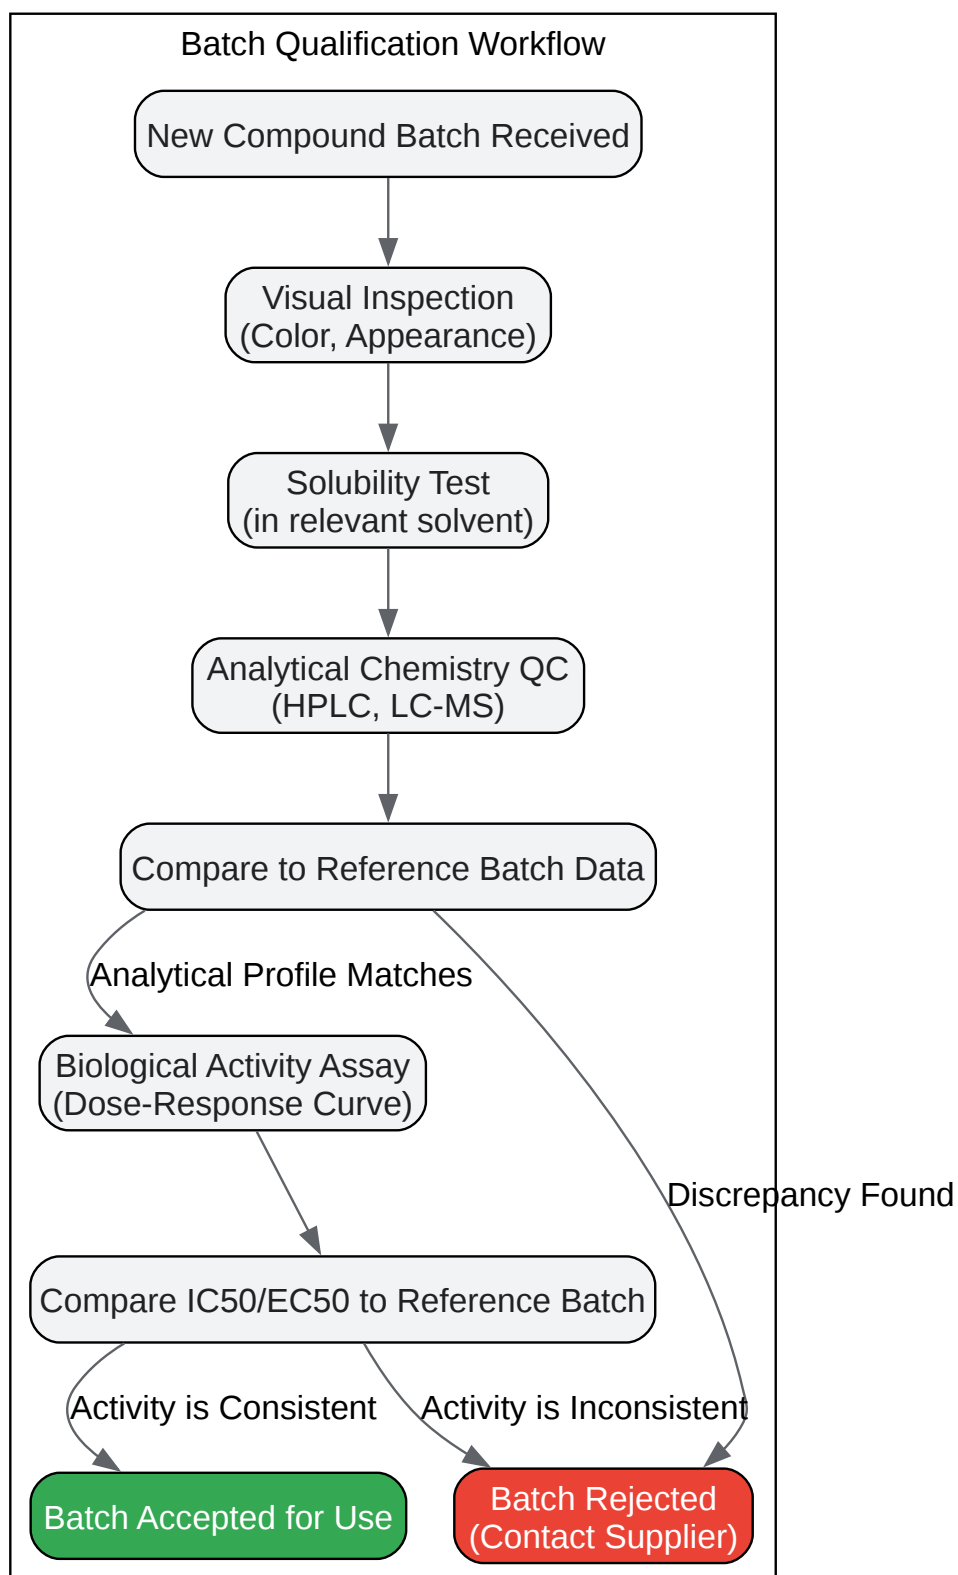 Batch Qualification Workflow
New Compound Batch Received
Visual Inspection
(Color, Appearance)
Solubility Test
(in relevant solvent)
Analytical Chemistry QC
(HPLC, LC-MS)
Compare to Reference Batch Data
Analytical Profile Matches
Biological Activity Assay
(Dose-Response Curve)
Discrepancy Found
Compare IC50/EC50 to Reference Batch
Activity is Consistent
Activity is Inconsistent
Batch Accepted for Use
Batch Rejected
(Contact Supplier)